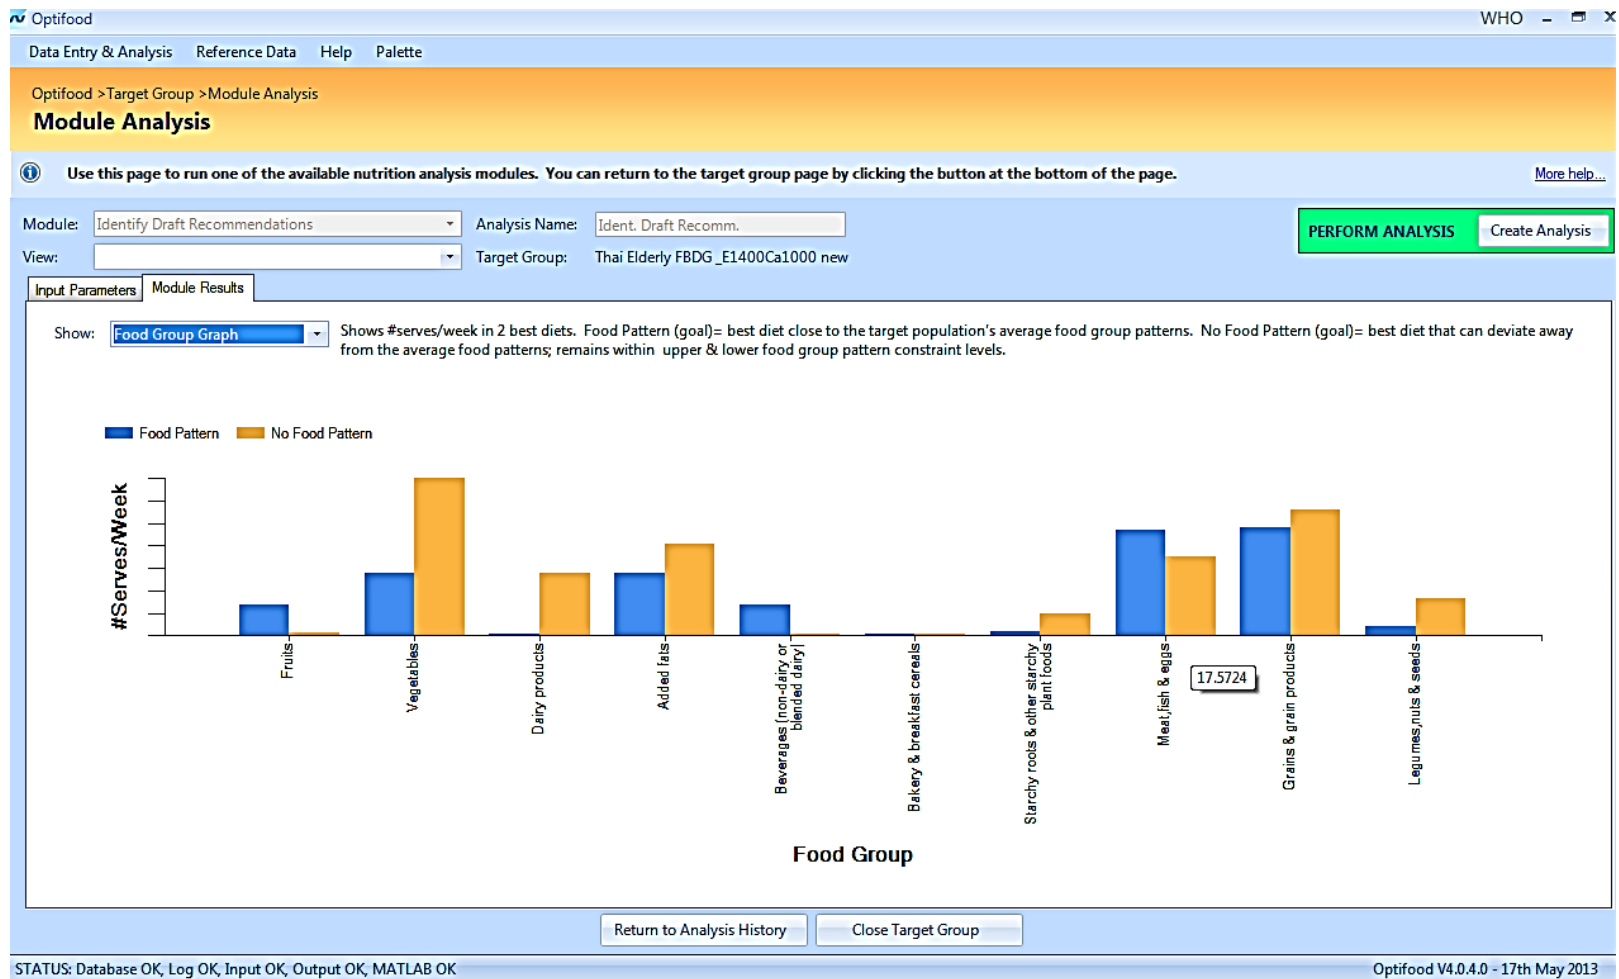 Optifood
WHO
Data Entry & Analysis Reference Data Help Palette
Optifood >Target Group >Module Analysis
Module Analysis
Use this page to run one of the available nutrition analysis modules. You can return to the target group page by clicking the button at the bottom of the page.
More help...
Module: Identify Draft Recommendations Analysis Name: Ident. Draft Recomm.
PERFORM ANALYSIS Create Analysis
View: Target Group: Thai Elderly FBDG _E1400Ca1000 new
Input Parameters Module Results
Show: Food Group Graph
Shows #serves/week in 2 best diets. Food Pattern (goal)= best diet close to the target population's average food group patterns. No Food Pattern (goal)= best diet that can deviate away
from the average food patterns; remains within upper & lower food group pattern constraint levels.
Food Pattern No Food Pattern
#Serves/Week
Fruits
Vegetables
Dairy products
Added fats
Beverages (non-dairy or
blended dairy)
Bakery & breakfast cereals
Starchy roots & other starchy
plant foods
Meat,fish & eggs
17.5724
Grains & grain products
Legumes,nuts & seeds
Food Group
Return to Analysis History Close Target Group
STATUS: Database OK, Log OK, Input OK, Output OK, MATLAB OK
Optifood V4.0.4.0 - 17th May 2013